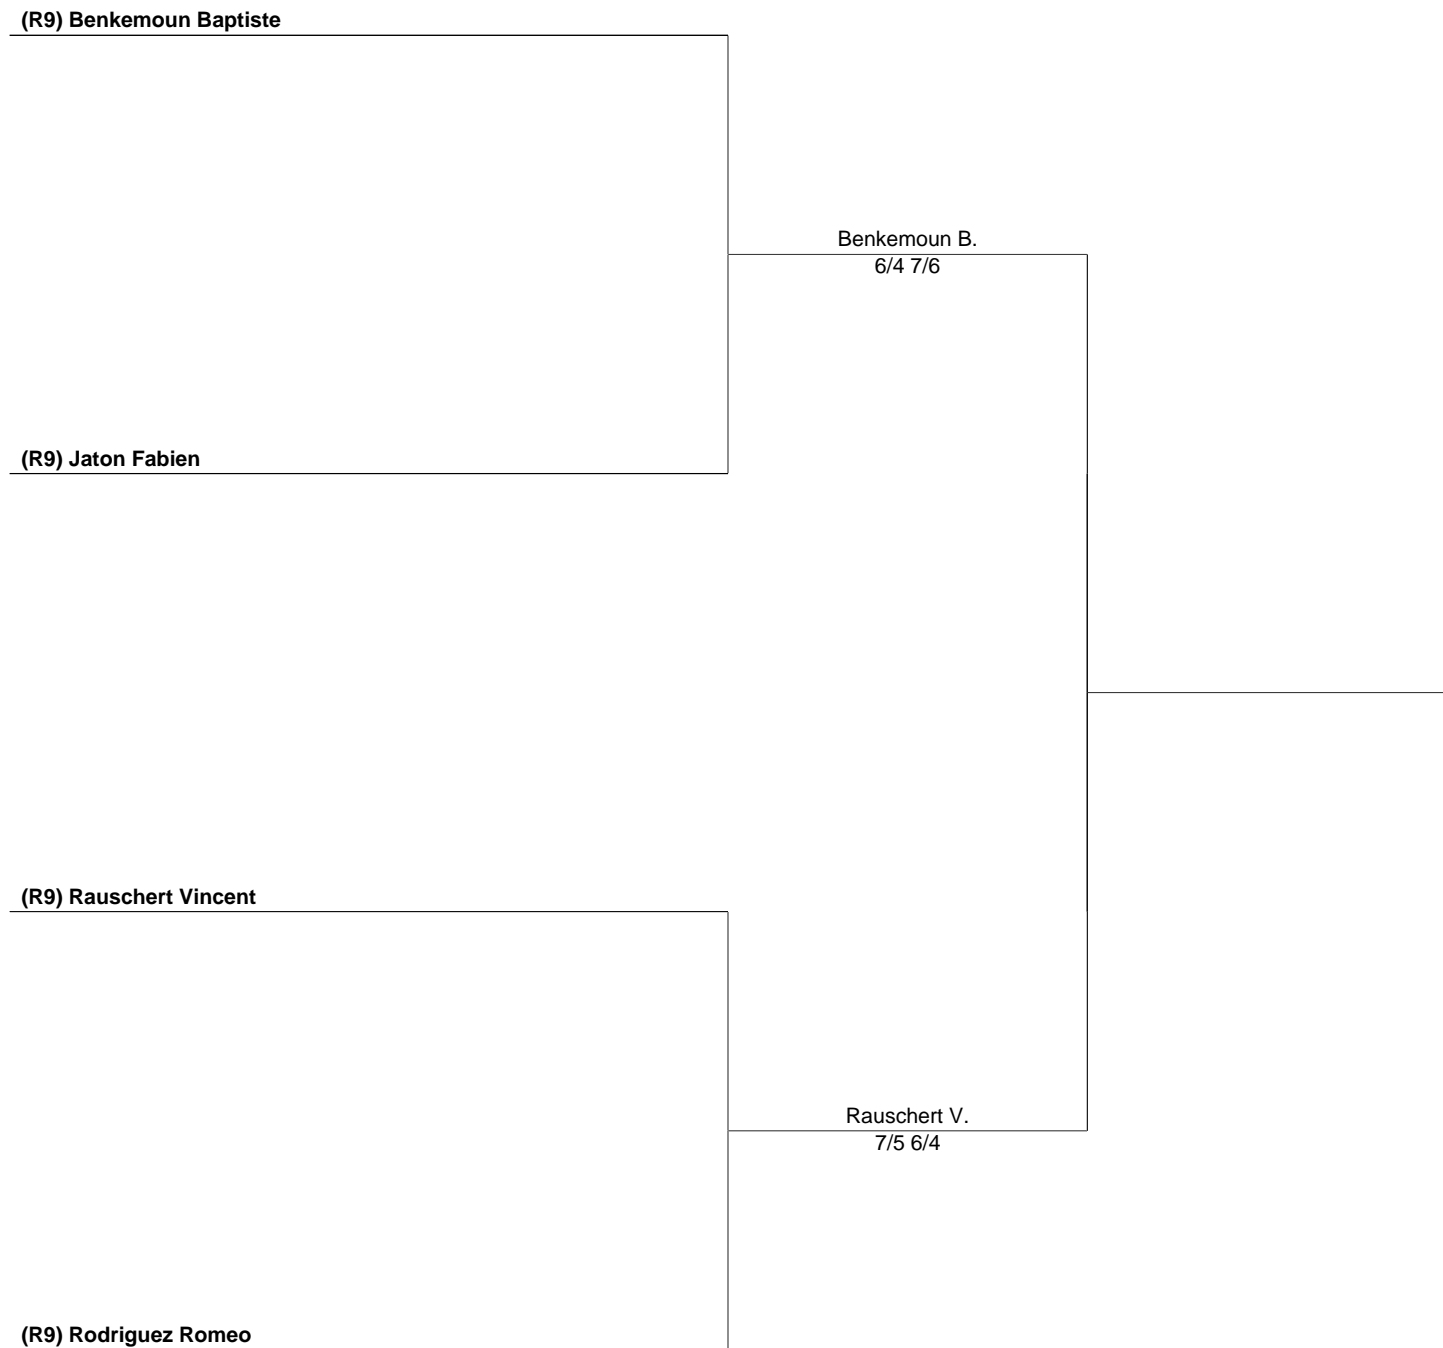 (R9) Benkemoun Baptiste
Benkemoun B.
6/4 7/6
(R9) Jaton Fabien
(R9) Rauschert Vincent
Rauschert V.
7/5 6/4
(R9) Rodriguez Romeo